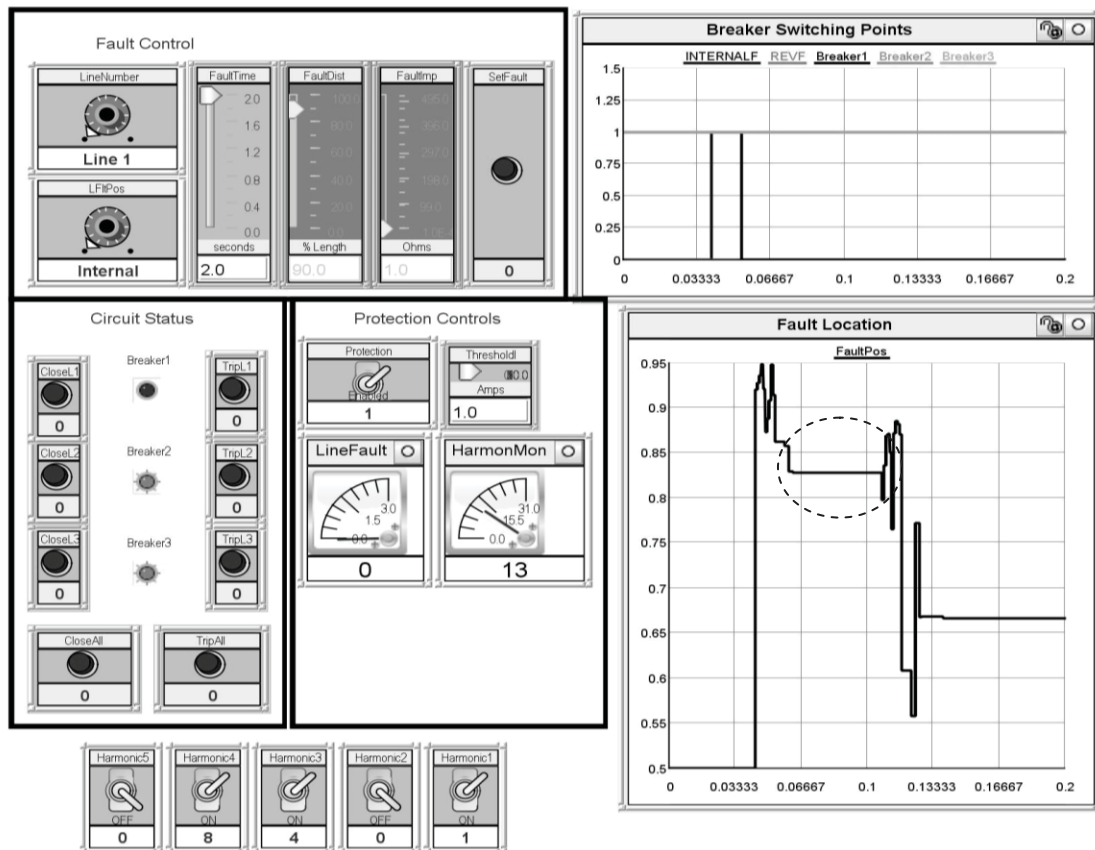 Fault Control
LineNumber
Line 1
LFltPos
Internal
FaultTime
2.0
1.6
1.2
0.8
0.4
0.0
seconds
2.0
FaultDist
100.0
80.0
60.0
40.0
20.0
0.0
% Length
90.0
FaultImp
495.0
396.0
297.0
198.0
99.0
Ohms
1.0
SetFault
0
Breaker Switching Points
INTERNALF REVF Breaker1 Breaker2 Breaker3
1.5
1.25
1
0.75
0.5
0.25
0
0 0.03333 0.06667 0.1 0.13333 0.16667 0.2
Circuit Status
CloseL1
0
Breaker1
TripL1
0
CloseL2
0
Breaker2
TripL2
0
CloseL3
0
Breaker3
TripL3
0
CloseAll
0
TripAll
0
Protection Controls
Protection
Enabled
1
ThresholdI
Amps
1.0
LineFault
3.0
1.5
0.0
0
HarmonMon
31.0
15.5
0.0
13
Fault Location
FaultPos
0.95
0.9
0.85
0.8
0.75
0.7
0.65
0.6
0.55
0.5
0 0.03333 0.06667 0.1 0.13333 0.16667 0.2
Harmonic5
OFF
0
Harmonic4
ON
8
Harmonic3
ON
4
Harmonic2
OFF
0
Harmonic1
ON
1